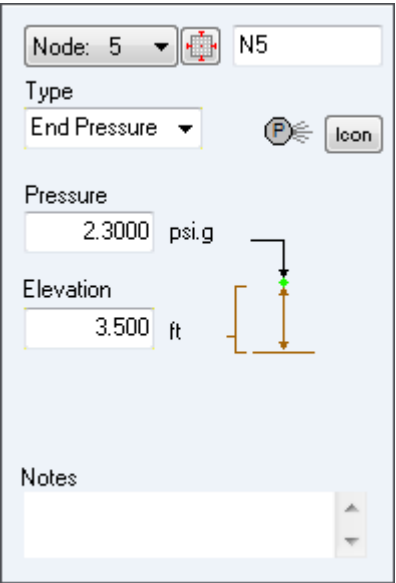 Node: 5 N5
Type
End Pressure P Icon
Pressure
2.3000 psi.g
Elevation
3.500 ft
Notes